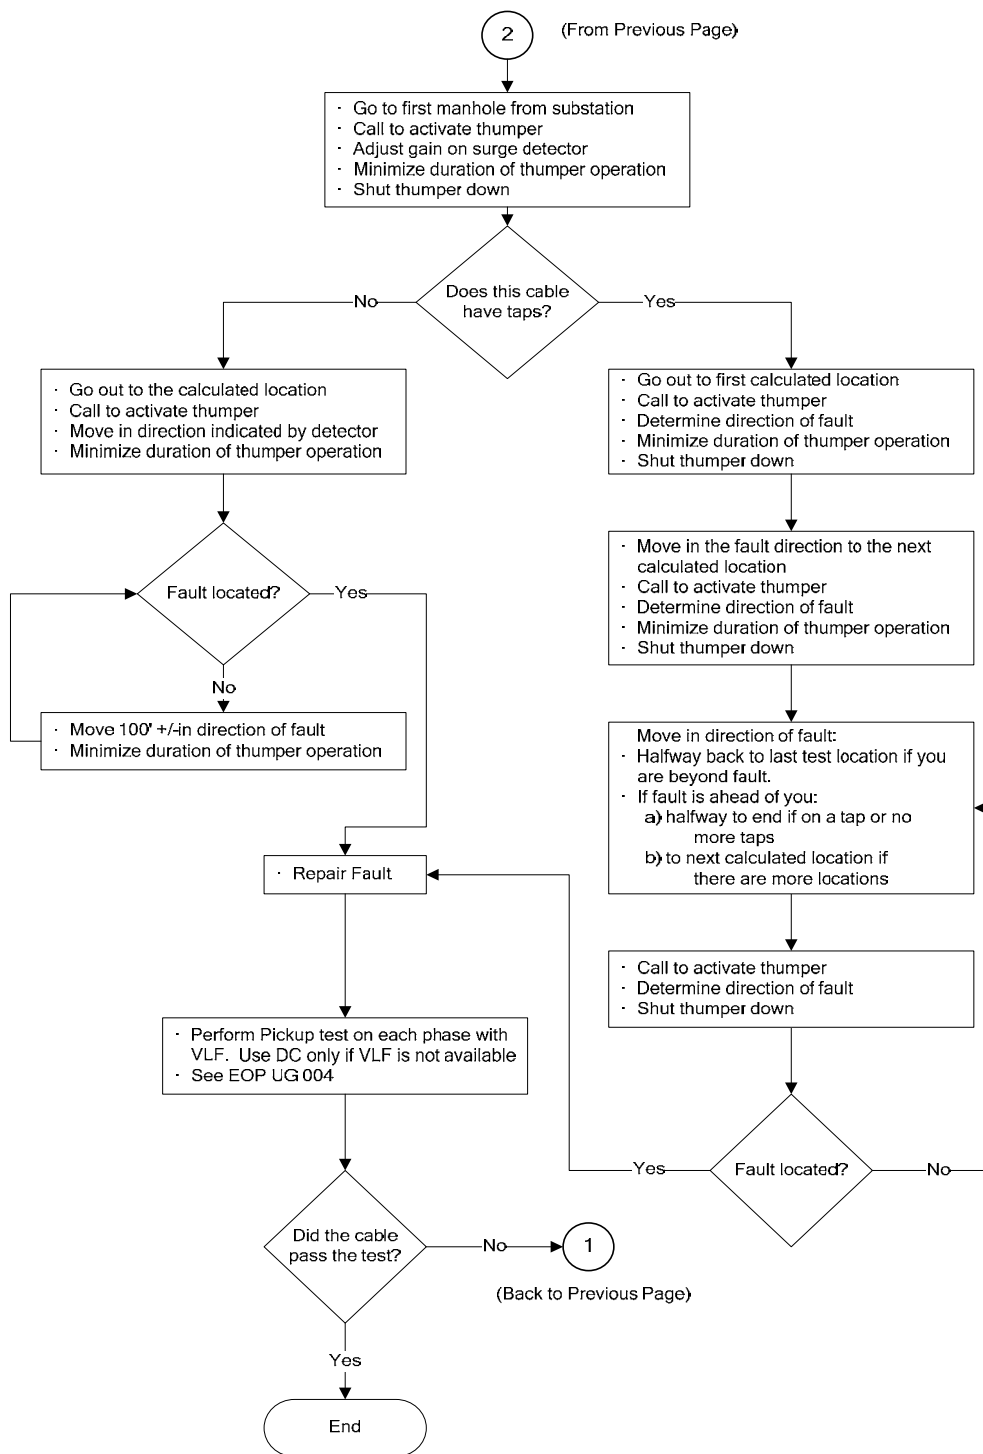 2
(From Previous Page)
· Go to first manhole from substation
· Call to activate thumper
· Adjust gain on surge detector
· Minimize duration of thumper operation
· Shut thumper down
Does this cable
have taps?
No
Yes
· Go out to the calculated location
· Call to activate thumper
· Move in direction indicated by detector
· Minimize duration of thumper operation
· Go out to first calculated location
· Call to activate thumper
· Determine direction of fault
· Minimize duration of thumper operation
· Shut thumper down
Fault located?
Yes
No
· Move 100' +/-in direction of fault
· Minimize duration of thumper operation
· Move in the fault direction to the next
calculated location
· Call to activate thumper
· Determine direction of fault
· Minimize duration of thumper operation
· Shut thumper down
Move in direction of fault:
· Halfway back to last test location if you
are beyond fault.
· If fault is ahead of you:
a) halfway to end if on a tap or no
more taps
b) to next calculated location if
there are more locations
· Repair Fault
· Call to activate thumper
· Determine direction of fault
· Shut thumper down
· Perform Pickup test on each phase with
VLF. Use DC only if VLF is not available
· See EOP UG 004
Yes
Fault located?
No
Did the cable
pass the test?
No
1
(Back to Previous Page)
Yes
End